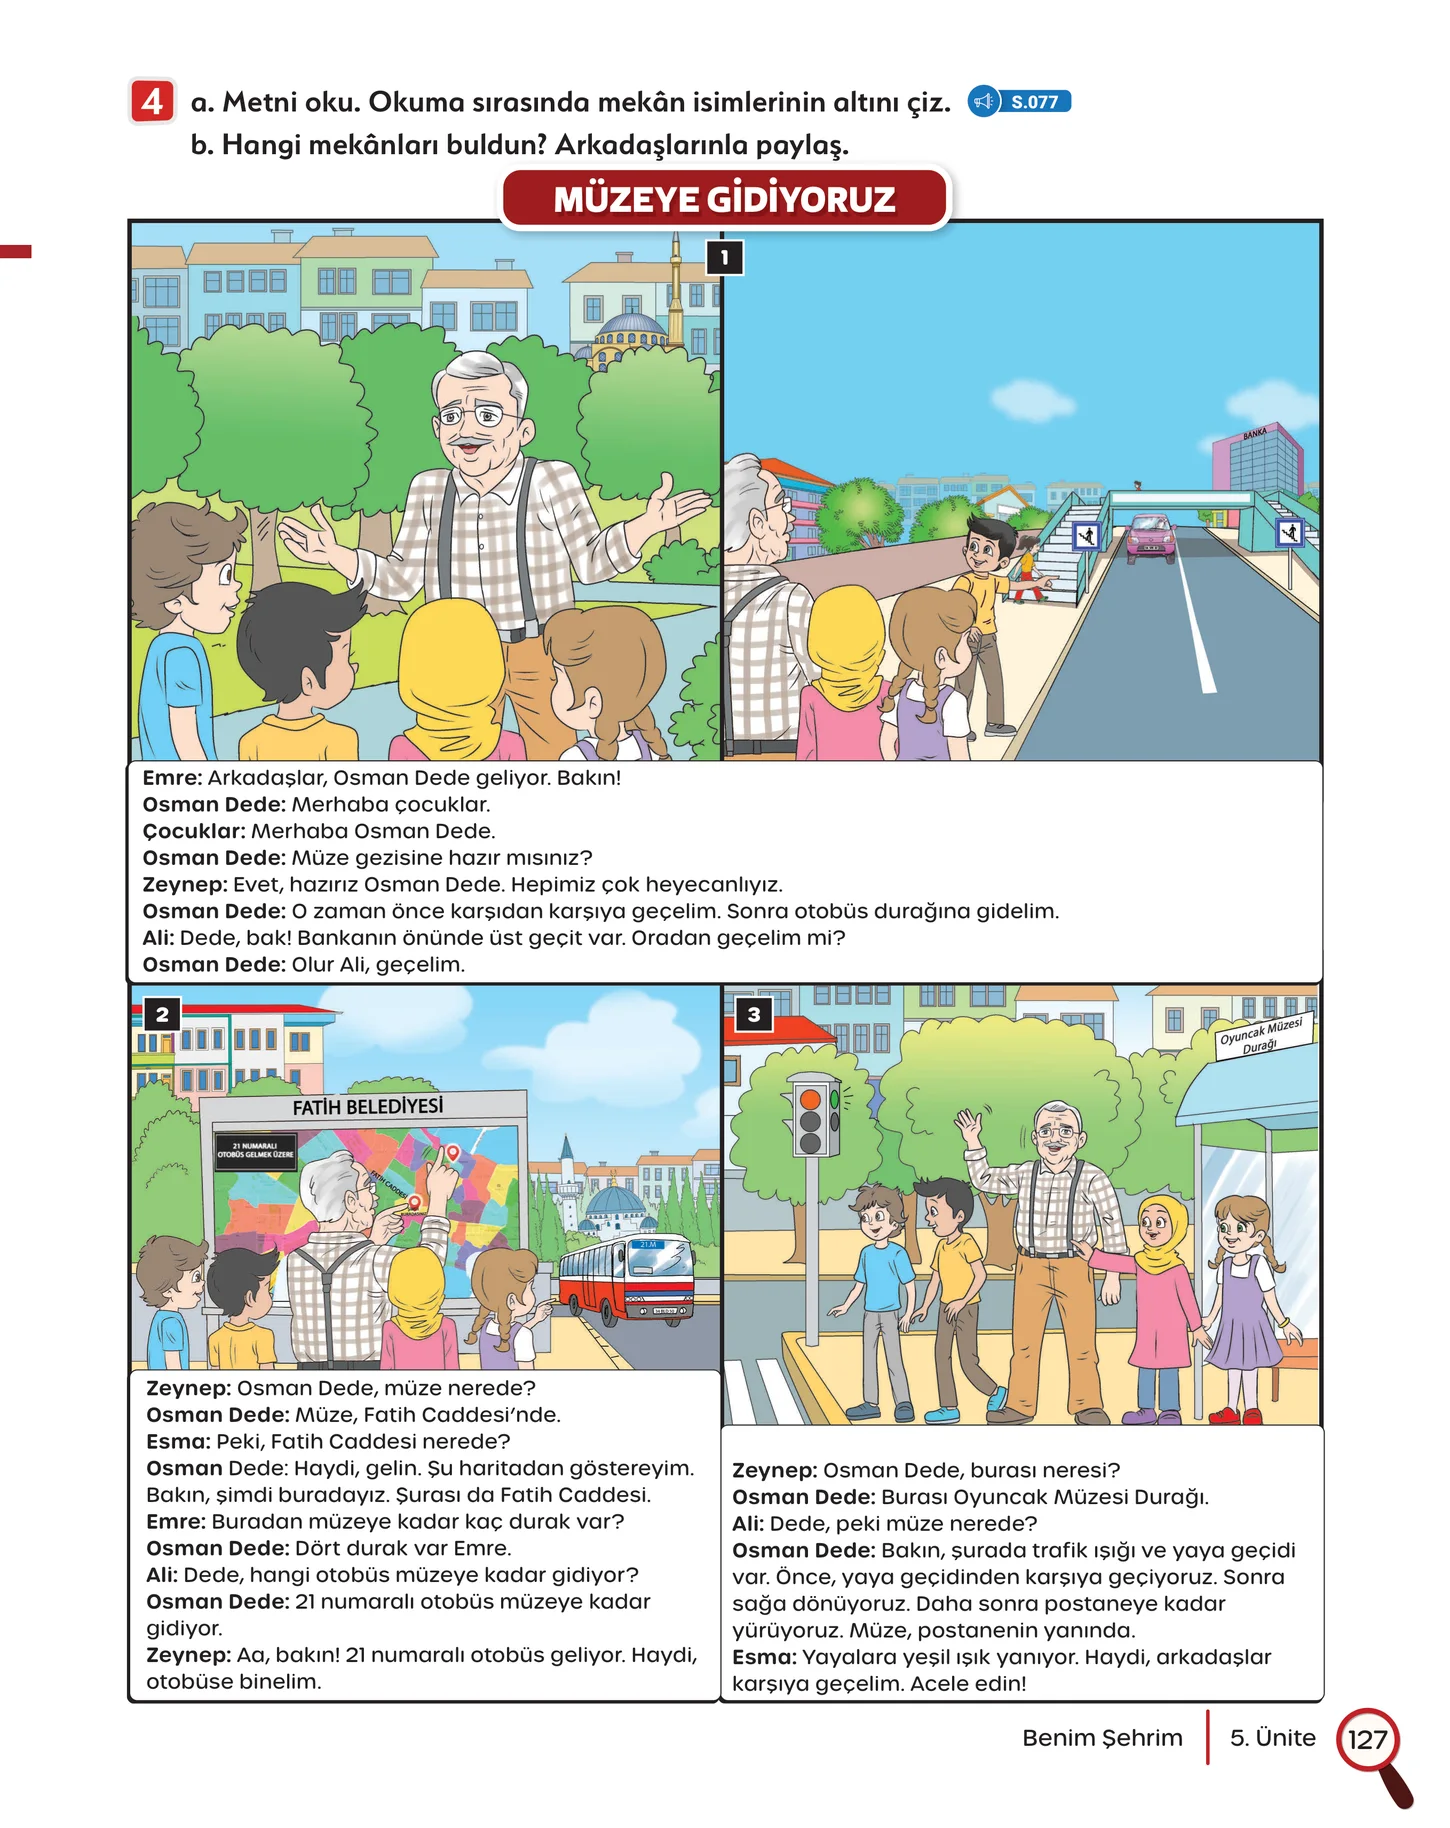 4 a. Metni oku. Okuma sırasında mekân isimlerinin altını çiz. S.077
b. Hangi mekânları buldun? Arkadaşlarınla paylaş.
MÜZEYE GİDİYORUZ
1
BANKA
Emre: Arkadaşlar, Osman Dede geliyor. Bakın!
Osman Dede: Merhaba çocuklar.
Çocuklar: Merhaba Osman Dede.
Osman Dede: Müze gezisine hazır mısınız?
Zeynep: Evet, hazırız Osman Dede. Hepimiz çok heyecanlıyız.
Osman Dede: O zaman önce karşıdan karşıya geçelim. Sonra otobüs durağına gidelim.
Ali: Dede, bak! Bankanın önünde üst geçit var. Oradan geçelim mi?
Osman Dede: Olur Ali, geçelim.
2
FATİH BELEDİYESİ
21 NUMARALI
OTOBÜS GELMEK ÜZERE
FATİH CADDESİ
21.M
Zeynep: Osman Dede, müze nerede?
Osman Dede: Müze, Fatih Caddesi’nde.
Esma: Peki, Fatih Caddesi nerede?
Osman Dede: Haydi, gelin. Şu haritadan göstereyim.
Bakın, şimdi buradayız. Şurası da Fatih Caddesi.
Emre: Buradan müzeye kadar kaç durak var?
Osman Dede: Dört durak var Emre.
Ali: Dede, hangi otobüs müzeye kadar gidiyor?
Osman Dede: 21 numaralı otobüs müzeye kadar
gidiyor.
Zeynep: Aa, bakın! 21 numaralı otobüs geliyor. Haydi,
otobüse binelim.
3
Oyuncak Müzesi
Durağı
Zeynep: Osman Dede, burası neresi?
Osman Dede: Burası Oyuncak Müzesi Durağı.
Ali: Dede, peki müze nerede?
Osman Dede: Bakın, şurada trafik ışığı ve yaya geçidi
var. Önce, yaya geçidinden karşıya geçiyoruz. Sonra
sağa dönüyoruz. Daha sonra postaneye kadar
yürüyoruz. Müze, postanenin yanında.
Esma: Yayalara yeşil ışık yanıyor. Haydi, arkadaşlar
karşıya geçelim. Acele edin!
Benim Şehrim 5. Ünite 127